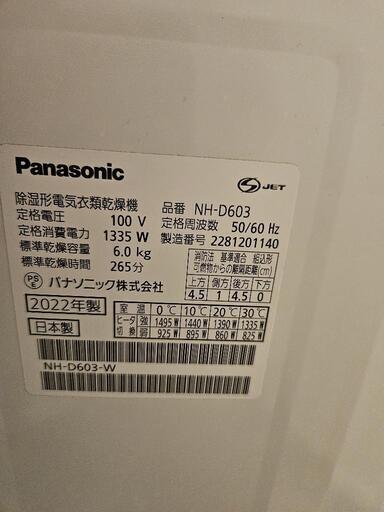 Panasonic
S JET
除湿形電気衣類乾燥機
品番 NH-D603
定格電圧 100 V
定格周波数 50/60 Hz
定格消費電力 1335 W
製造番号 2281201140
標準乾燥容量 6.0 kg
標準乾燥時間 265分
消防法 基準適合 組込形
可燃物からの離隔距離(cm)
上方 側方 後方 下方
4.5 1 4.5 0
PS E パナソニック株式会社
2022年製
日本製
室温 0℃ 10℃ 20℃ 30℃
ヒータ切換 強 1495 W 1440 W 1390 W 1335 W
弱 925 W 895 W 860 W 825 W
NH-D603-W